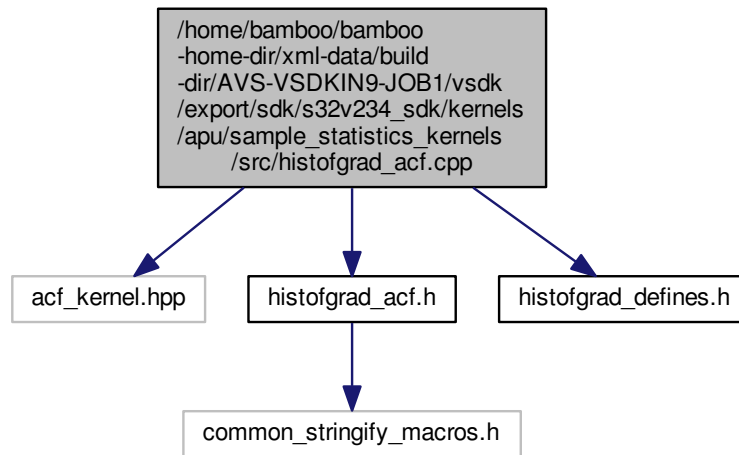 /home/bamboo/bamboo
-home-dir/xml-data/build
-dir/AVS-VSDKIN9-JOB1/vsdk
/export/sdk/s32v234_sdk/kernels
/apu/sample_statistics_kernels
/src/histofgrad_acf.cpp
acf_kernel.hpp
histofgrad_acf.h
histofgrad_defines.h
common_stringify_macros.h